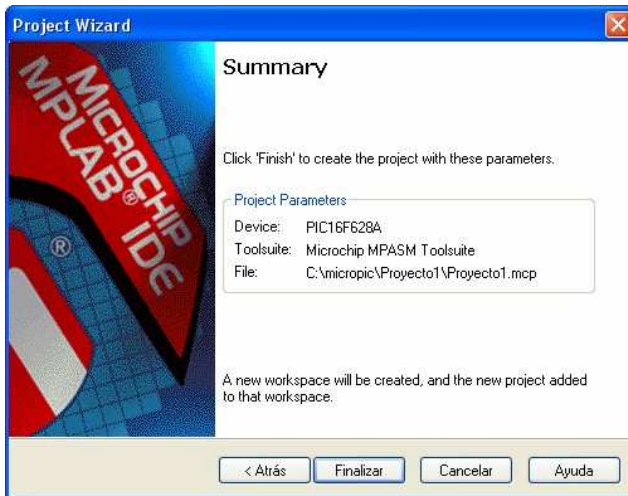 Project Wizard
MICROCHIP
MPLAB® IDE
®
Summary
Click 'Finish' to create the project with these parameters.
Project Parameters
Device: PIC16F628A
Toolsuite: Microchip MPASM Toolsuite
File: C:\micropic\Proyecto1\Proyecto1.mcp
A new workspace will be created, and the new project added
to that workspace.
< Atrás Finalizar Cancelar Ayuda